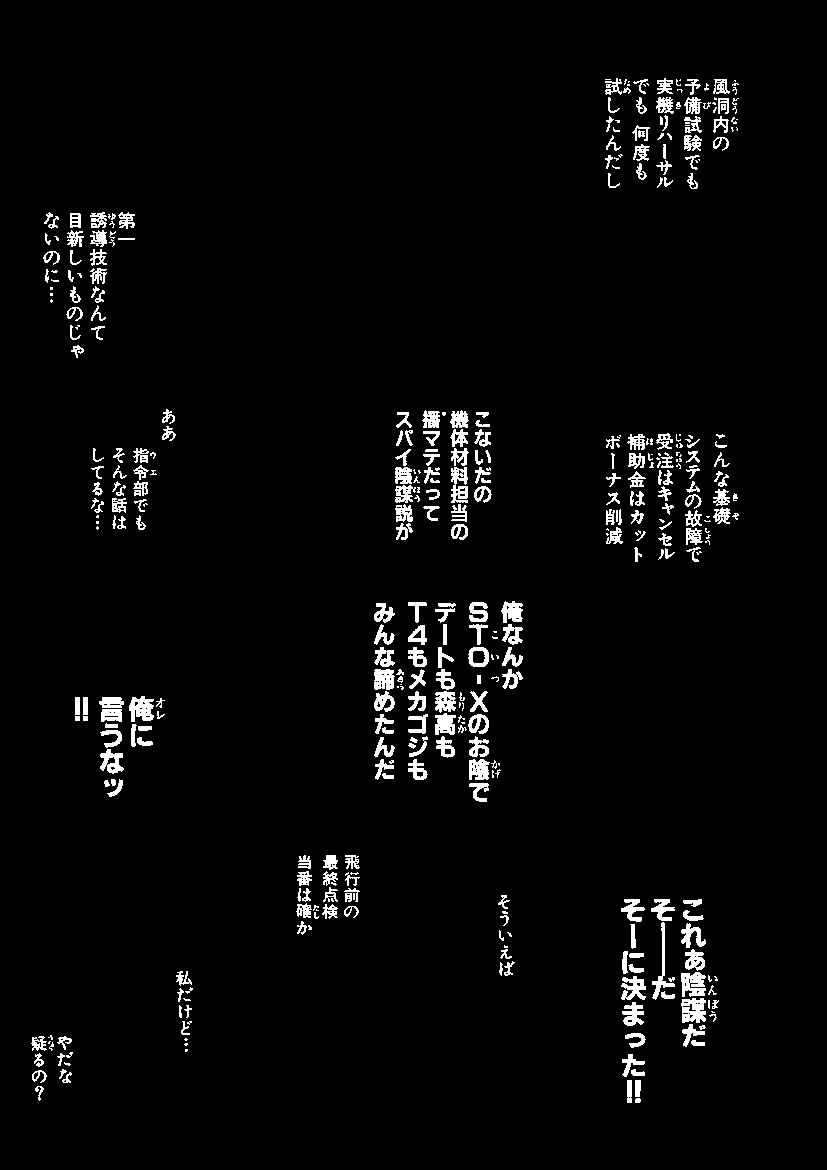 風洞内の
予備試験でも
実機リハーサル
でも 何度も
試したんだし
第一
誘導技術なんて
目新しいものじゃ
ないのに…
こんな基礎
システムの故障で
受注はキャンセル
補助金はカット
ボーナス削減
こないだの
機体材料担当の
播マテだって
スパイ陰謀説が
ああ
指令部でも
そんな話は
してるな…
俺なんか
STO-Xのお陰で
デートも森高も
T4もメカゴジも
みんな諦めたんだ
俺に
言うなッ
!!
これぁ陰謀だ
そーーだ
そーに決まった!!
そういえば
飛行前の
最終点検
当番は確か
私だけど…
やだな
疑るの?